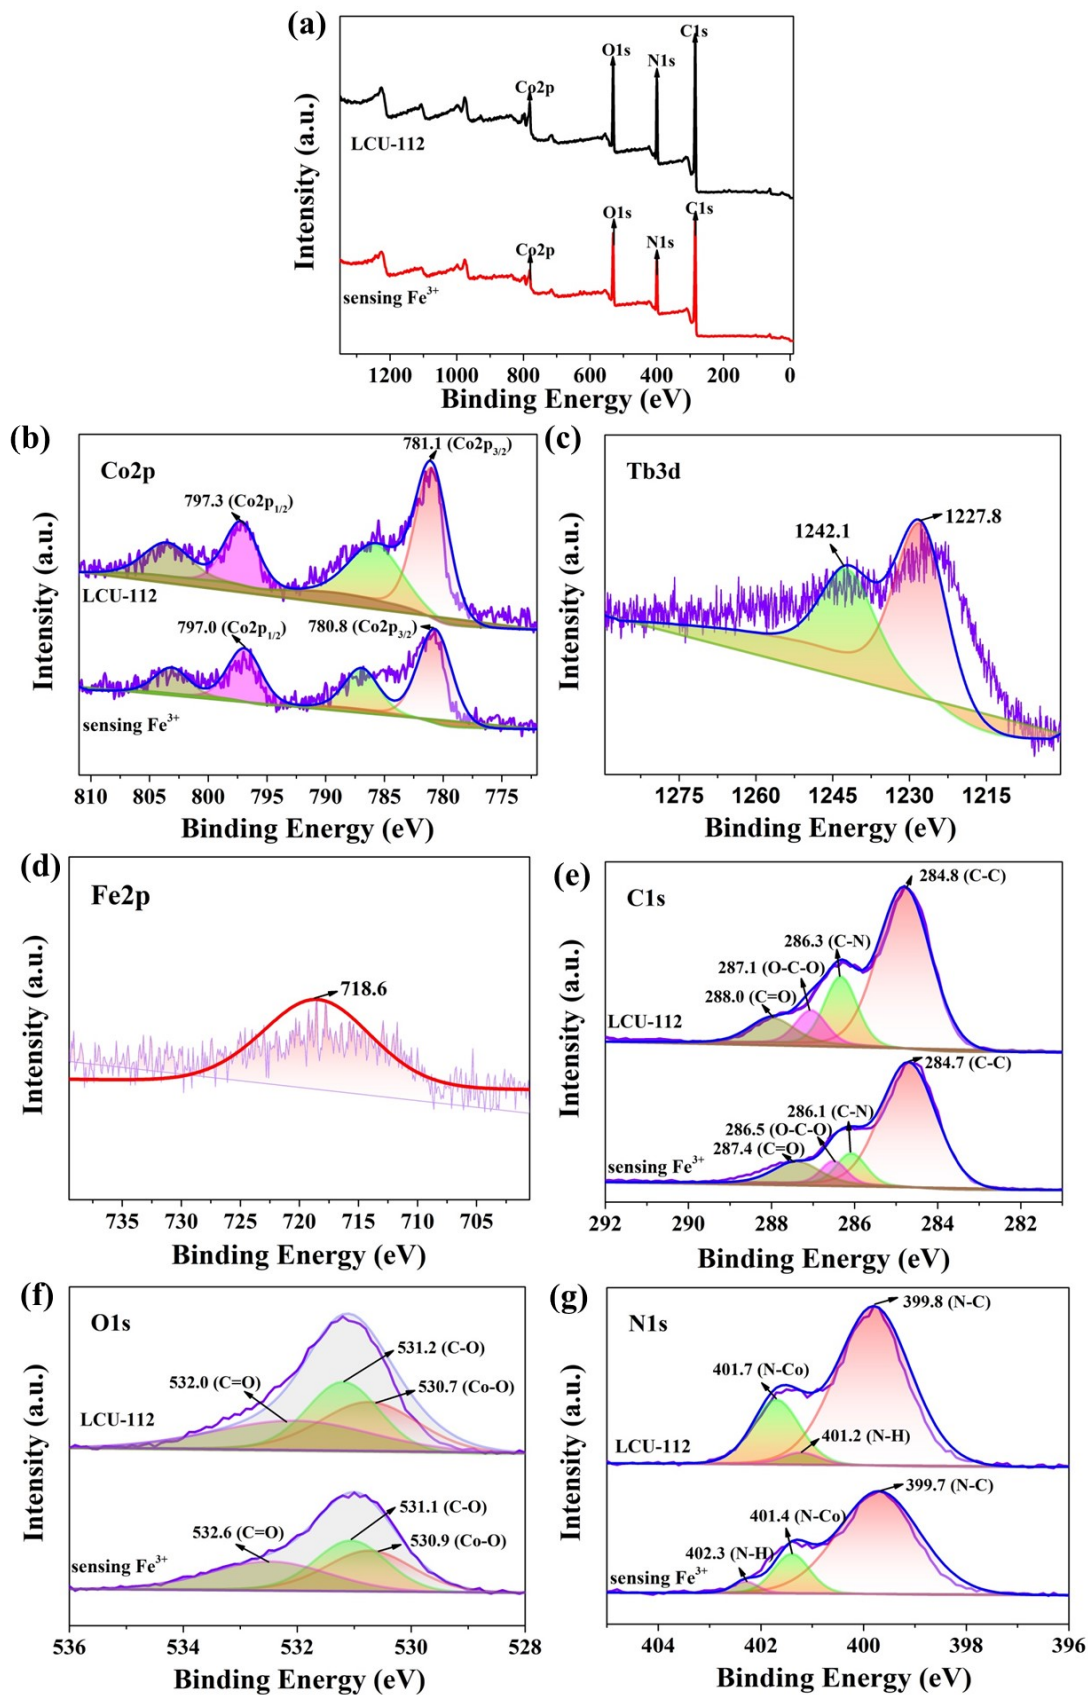 (a)
C1s
O1s
N1s
Co2p
LCU-112
C1s
O1s
N1s
Co2p
sensing Fe³⁺
Intensity (a.u.)
1200 1000 800 600 400 200 0
Binding Energy (eV)
(b)
Co2p
781.1 (Co2p₃/₂)
797.3 (Co2p₁/₂)
LCU-112
797.0 (Co2p₁/₂)
780.8 (Co2p₃/₂)
sensing Fe³⁺
Intensity (a.u.)
810 805 800 795 790 785 780 775
Binding Energy (eV)
(c)
Tb3d
1242.1
1227.8
Intensity (a.u.)
1275 1260 1245 1230 1215
Binding Energy (eV)
(d)
Fe2p
718.6
Intensity (a.u.)
735 730 725 720 715 710 705
Binding Energy (eV)
(e)
C1s
284.8 (C-C)
286.3 (C-N)
287.1 (O-C-O)
288.0 (C=O)
LCU-112
284.7 (C-C)
286.1 (C-N)
286.5 (O-C-O)
287.4 (C=O)
sensing Fe³⁺
Intensity (a.u.)
292 290 288 286 284 282
Binding Energy (eV)
(f)
O1s
531.2 (C-O)
532.0 (C=O)
530.7 (Co-O)
LCU-112
531.1 (C-O)
532.6 (C=O)
530.9 (Co-O)
sensing Fe³⁺
Intensity (a.u.)
536 534 532 530 528
Binding Energy (eV)
(g)
N1s
399.8 (N-C)
401.7 (N-Co)
401.2 (N-H)
LCU-112
399.7 (N-C)
401.4 (N-Co)
402.3 (N-H)
sensing Fe³⁺
Intensity (a.u.)
404 402 400 398 396
Binding Energy (eV)